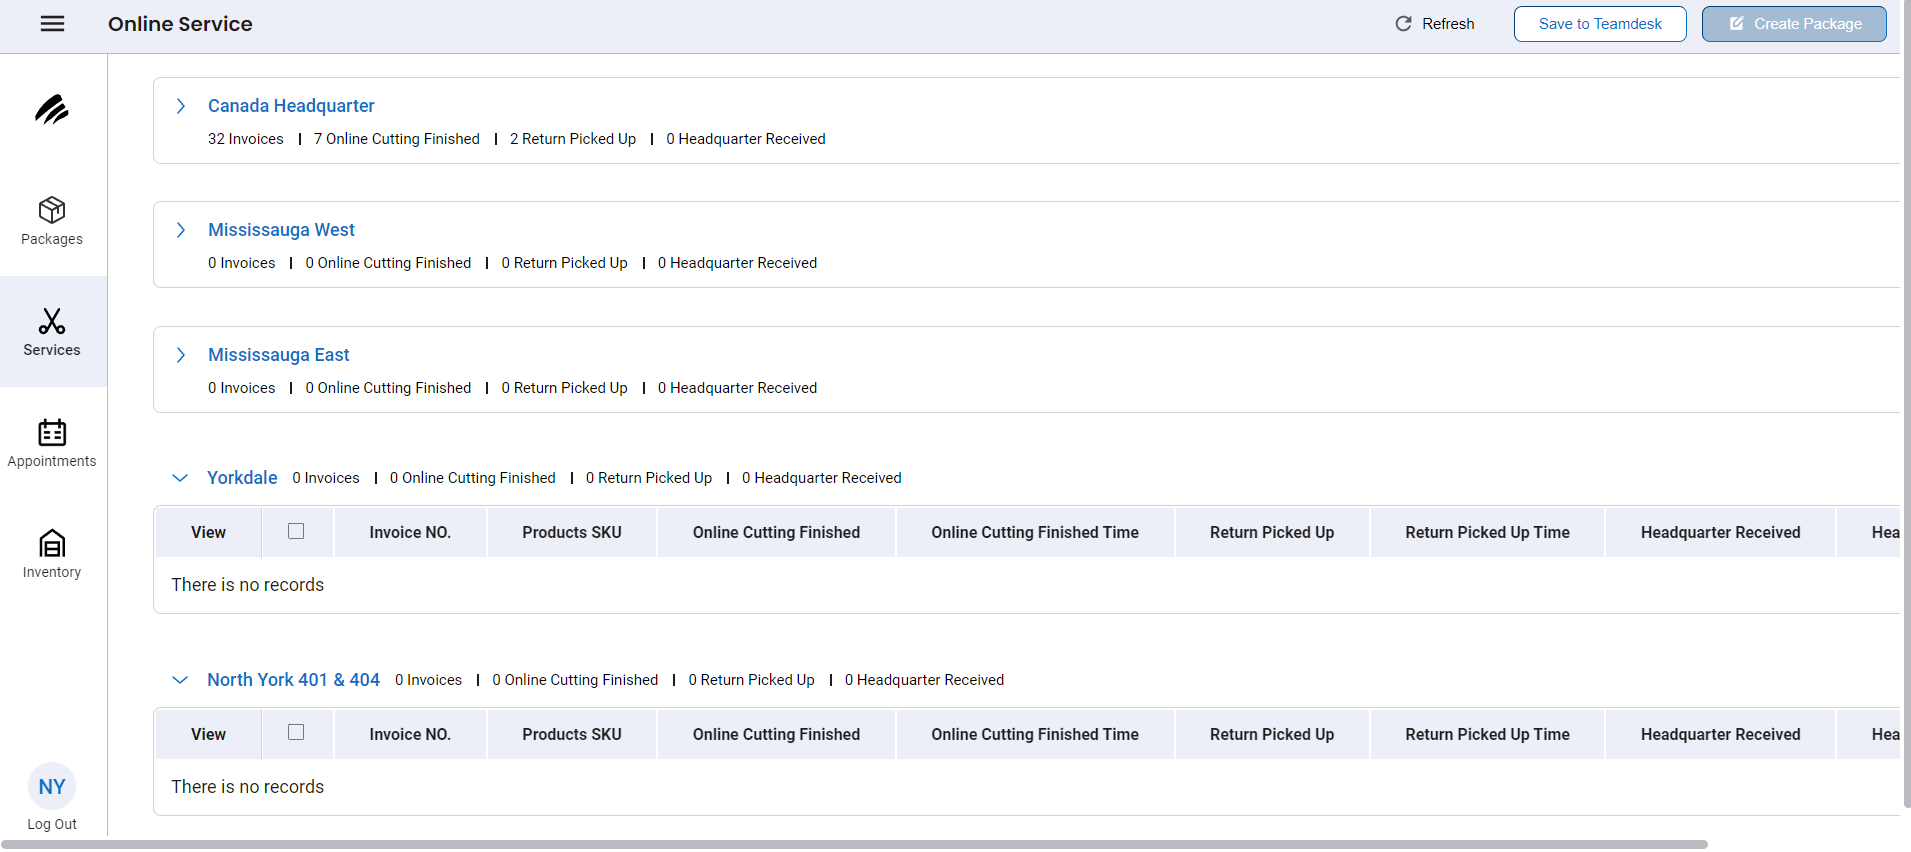 Online Service
Refresh
Save to Teamdesk
Create Package
Packages
Services
Appointments
Inventory
NY
Log Out
Canada Headquarter
32 Invoices | 7 Online Cutting Finished | 2 Return Picked Up | 0 Headquarter Received
Mississauga West
0 Invoices | 0 Online Cutting Finished | 0 Return Picked Up | 0 Headquarter Received
Mississauga East
0 Invoices | 0 Online Cutting Finished | 0 Return Picked Up | 0 Headquarter Received
Yorkdale 0 Invoices | 0 Online Cutting Finished | 0 Return Picked Up | 0 Headquarter Received
View Invoice NO. Products SKU Online Cutting Finished Online Cutting Finished Time Return Picked Up Return Picked Up Time Headquarter Received Hea
There is no records
North York 401 & 404 0 Invoices | 0 Online Cutting Finished | 0 Return Picked Up | 0 Headquarter Received
View Invoice NO. Products SKU Online Cutting Finished Online Cutting Finished Time Return Picked Up Return Picked Up Time Headquarter Received Hea
There is no records